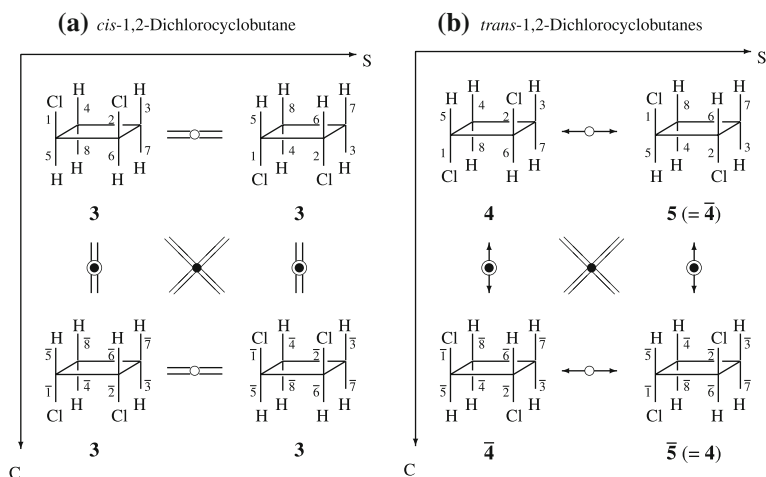 (a) cis-1,2-Dichlorocyclobutane
S
H H
Cl 4 Cl 3
1 2
5 8 6 7
H H H H
3
H H
H 8 H 7
5 6
1 4 2 3
Cl H Cl H
3
H H
H 8̅ H 7̅
5̅ 6̅
1̅ 4̅ 2̅ 3̅
Cl H Cl H
3
H H
Cl 4̅ Cl 3̅
1̅ 2̅
5̅ 8̅ 6̅ 7̅
H H H H
3
C
(b) trans-1,2-Dichlorocyclobutanes
S
H H
H 4 Cl 3
5 2
1 8 6 7
Cl H H H
4
H H
Cl 8 H 7
1 6
5 4 2 3
H H Cl H
5 (= 4̅)
H H
Cl 8̅ H 7̅
1̅ 6̅
5̅ 4̅ 2̅ 3̅
H H Cl H
4̅
H H
H 4̅ Cl 3̅
5̅ 2̅
1̅ 8̅ 6̅ 7̅
Cl H H H
5̅ (= 4)
C